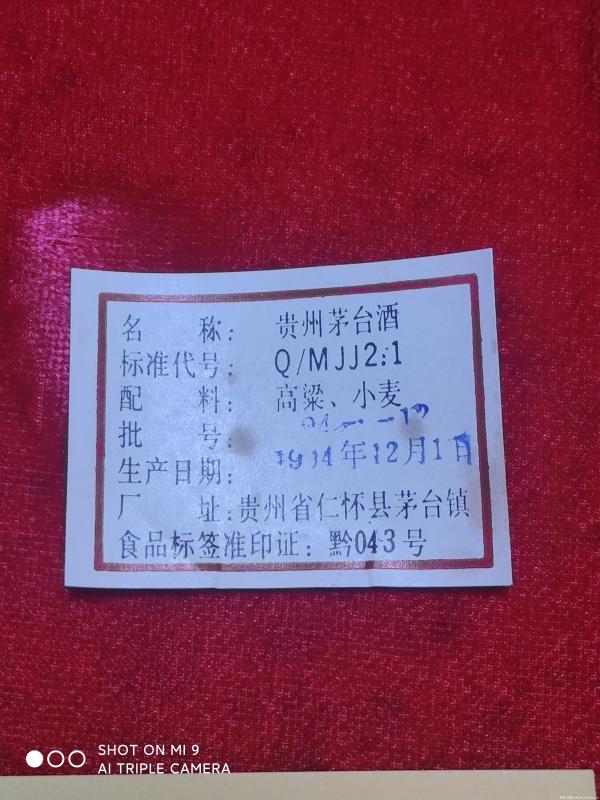 名 称: 贵州茅台酒
标准代号: Q/MJJ2.1
配 料: 高粱、小麦
批 号:
生产日期: 1994年12月1日
厂 址:贵州省仁怀县茅台镇
食品标签准印证: 黔043号
SHOT ON MI 9
AI TRIPLE CAMERA